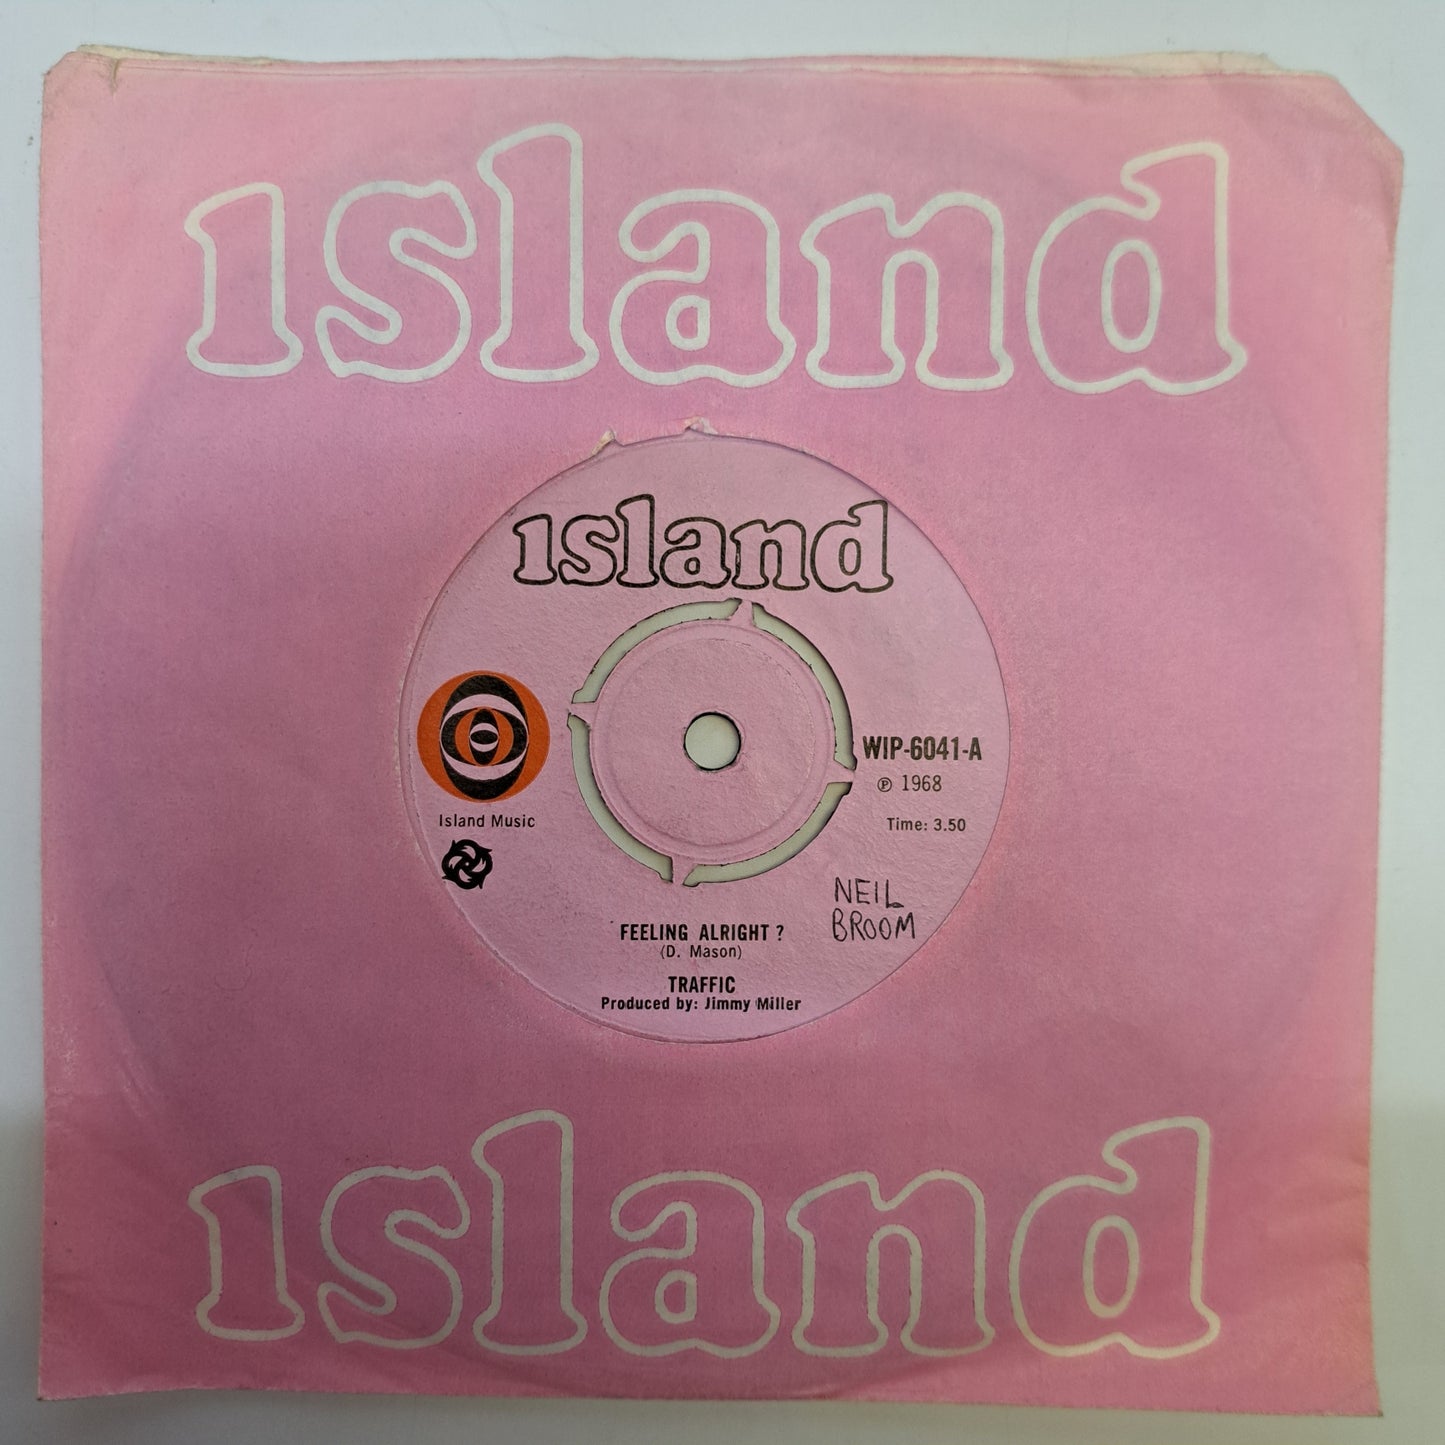 island
island
WIP-6041-A
℗ 1968
Island Music
Time: 3.50
NEIL
BROOM
FEELING ALRIGHT ?
(D. Mason)
TRAFFIC
Produced by: Jimmy Miller
island